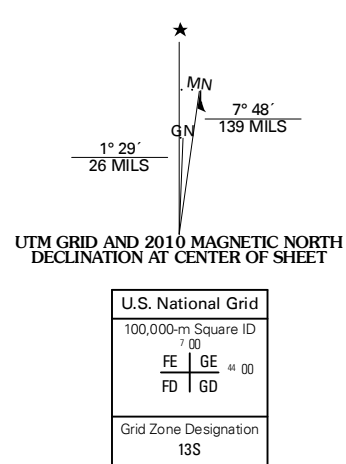 ★
MN
7° 48´
139 MILS
GN
1° 29´
26 MILS
UTM GRID AND 2010 MAGNETIC NORTH
DECLINATION AT CENTER OF SHEET
U.S. National Grid
100,000-m Square ID
7 00
FE GE 44 00
FD GD
Grid Zone Designation
13S